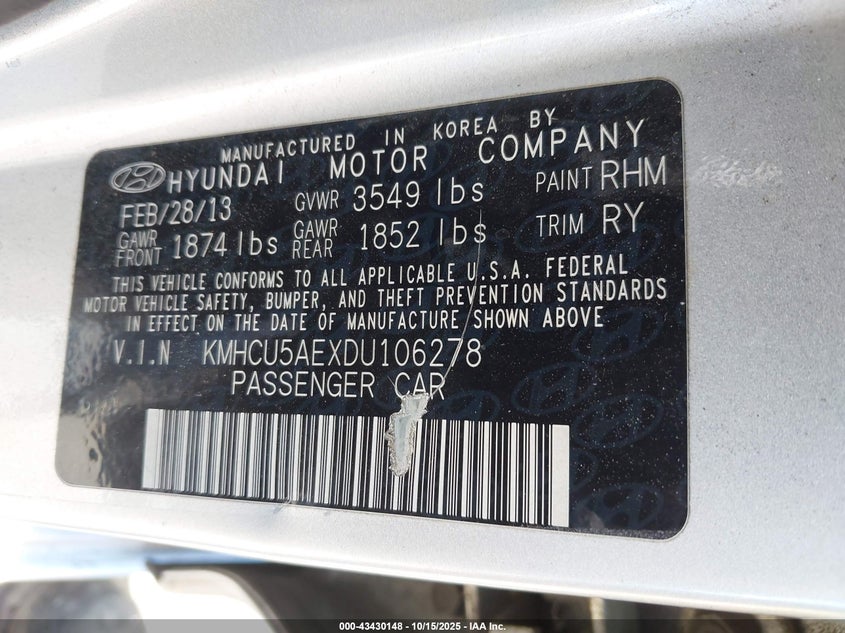 MANUFACTURED IN KOREA BY
HYUNDAI MOTOR COMPANY
FEB/28/13 GVWR 3549 lbs PAINT RHM
GAWR FRONT 1874 lbs GAWR REAR 1852 lbs TRIM RY
THIS VEHICLE CONFORMS TO ALL APPLICABLE U.S.A. FEDERAL
MOTOR VEHICLE SAFETY, BUMPER, AND THEFT PREVENTION STANDARDS
IN EFFECT ON THE DATE OF MANUFACTURE SHOWN ABOVE
V.I.N KMHCU5AEXDU106278
PASSENGER CAR
000-43430148 - 10/15/2025 - IAA Inc.